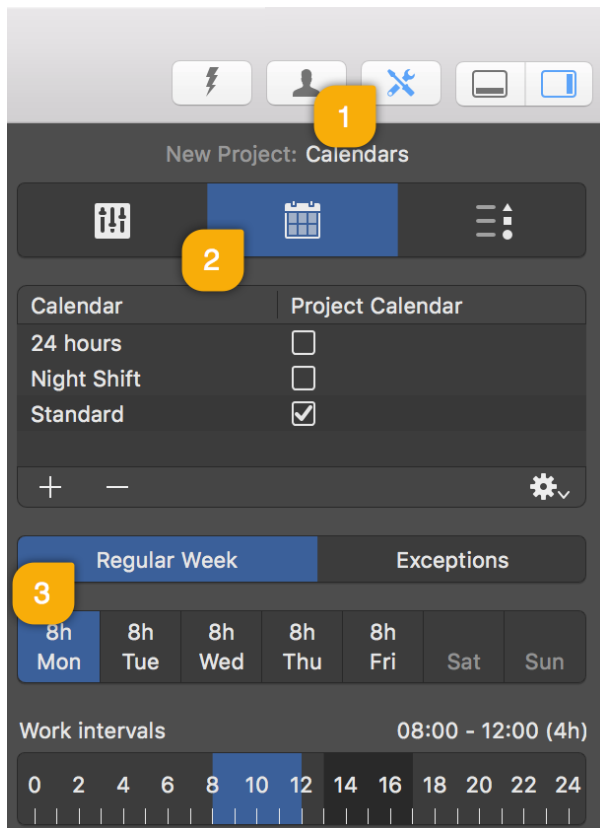 1
New Project: Calendars
2
Calendar Project Calendar
24 hours
Night Shift
Standard
Regular Week Exceptions
3
8h 8h 8h 8h 8h
Mon Tue Wed Thu Fri Sat Sun
Work intervals 08:00 - 12:00 (4h)
0 2 4 6 8 10 12 14 16 18 20 22 24